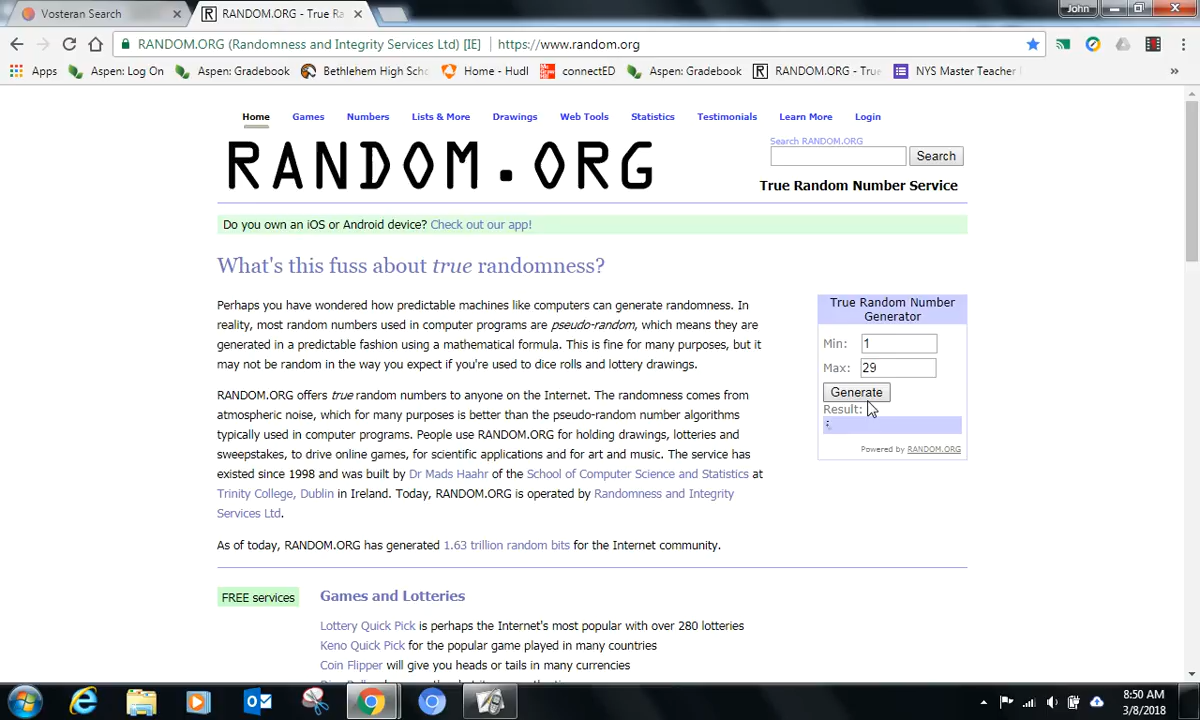 Vosteran Search
RANDOM.ORG - True Ra
John
RANDOM.ORG (Randomness and Integrity Services Ltd) [IE] https://www.random.org
Apps Aspen: Log On Aspen: Gradebook Bethlehem High Scho Home - Hudl connectED Aspen: Gradebook RANDOM.ORG - True NYS Master Teacher
Home Games Numbers Lists & More Drawings Web Tools Statistics Testimonials Learn More Login
RANDOM.ORG
Search RANDOM.ORG
Search
True Random Number Service
Do you own an iOS or Android device? Check out our app!
What's this fuss about true randomness?
Perhaps you have wondered how predictable machines like computers can generate randomness. In
reality, most random numbers used in computer programs are pseudo-random, which means they are
generated in a predictable fashion using a mathematical formula. This is fine for many purposes, but it
may not be random in the way you expect if you're used to dice rolls and lottery drawings.
RANDOM.ORG offers true random numbers to anyone on the Internet. The randomness comes from
atmospheric noise, which for many purposes is better than the pseudo-random number algorithms
typically used in computer programs. People use RANDOM.ORG for holding drawings, lotteries and
sweepstakes, to drive online games, for scientific applications and for art and music. The service has
existed since 1998 and was built by Dr Mads Haahr of the School of Computer Science and Statistics at
Trinity College, Dublin in Ireland. Today, RANDOM.ORG is operated by Randomness and Integrity
Services Ltd.
As of today, RANDOM.ORG has generated 1.63 trillion random bits for the Internet community.
True Random Number
Generator
Min: 1
Max: 29
Generate
Result:
Powered by RANDOM.ORG
FREE services
Games and Lotteries
Lottery Quick Pick is perhaps the Internet's most popular with over 280 lotteries
Keno Quick Pick for the popular game played in many countries
Coin Flipper will give you heads or tails in many currencies
8:50 AM
3/8/2018